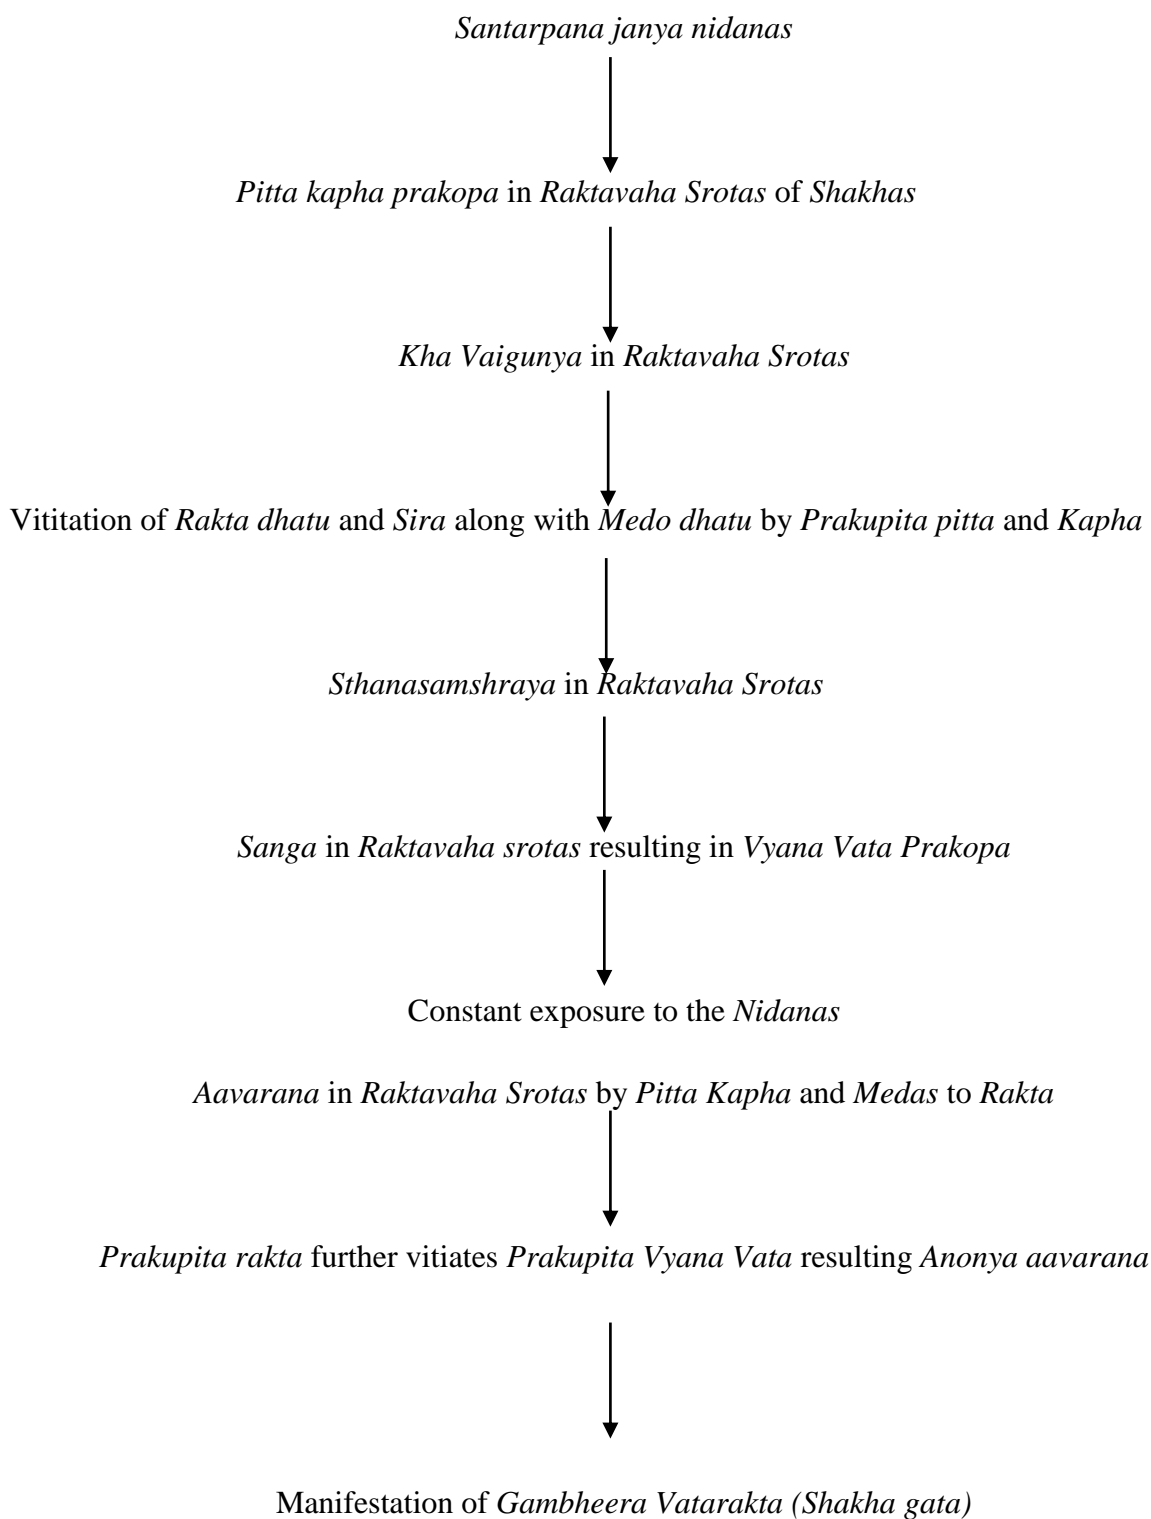 Santarpana janya nidanas
Pitta kapha prakopa in Raktavaha Srotas of Shakhas
Kha Vaigunya in Raktavaha Srotas
Vititation of Rakta dhatu and Sira along with Medo dhatu by Prakupita pitta and Kapha
Sthanasamshraya in Raktavaha Srotas
Sanga in Raktavaha srotas resulting in Vyana Vata Prakopa
Constant exposure to the Nidanas
Aavarana in Raktavaha Srotas by Pitta Kapha and Medas to Rakta
Prakupita rakta further vitiates Prakupita Vyana Vata resulting Anonya aavarana
Manifestation of Gambheera Vatarakta (Shakha gata)